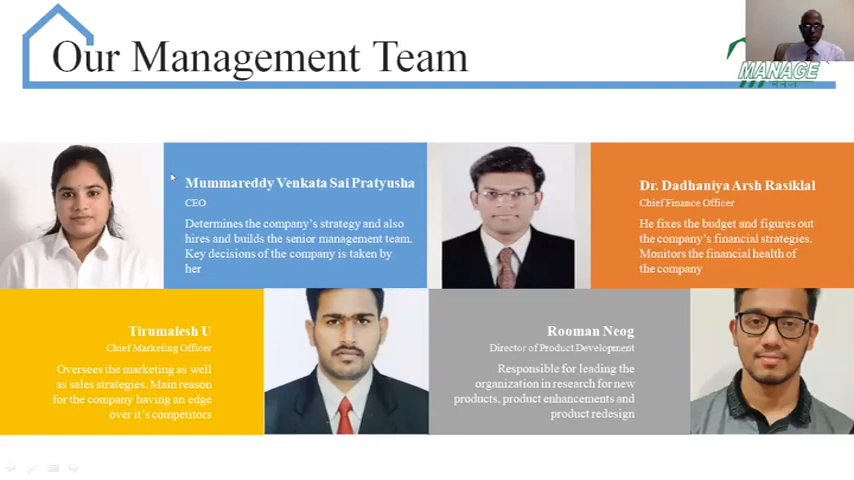 Our Management Team
MANAGE
Mummareddy Venkata Sai Pratyusha
CEO
Determines the company's strategy and also
hires and builds the senior management team.
Key decisions of the company is taken by
her
Dr. Dadhaniya Arsh Rasiklal
Chief Finance Officer
He fixes the budget and figures out
the company's financial strategies.
Monitors the financial health of
the company
Tirumalesh U
Chief Marketing Officer
Oversees the marketing as well
as sales strategies. Main reason
for the company having an edge
over it's competitors
Rooman Neog
Director of Product Development
Responsible for leading the
organization in research for new
products, product enhancements and
product redesign